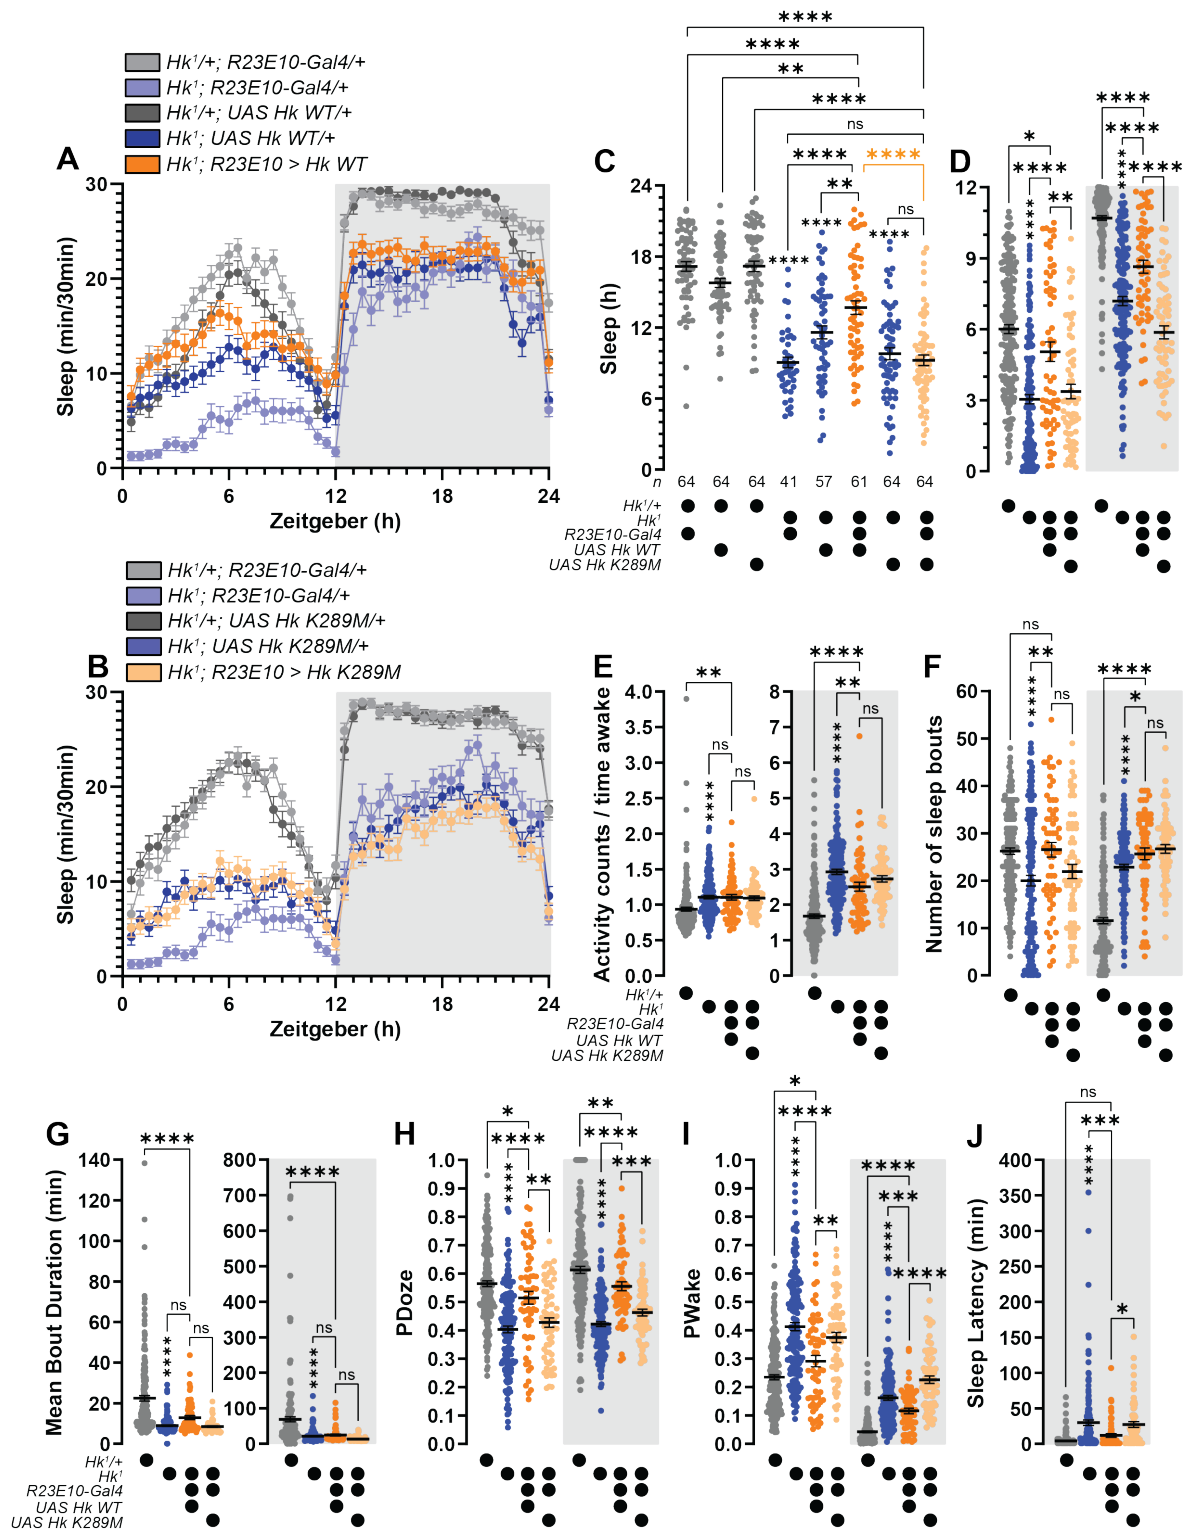 Hk¹/+; R23E10-Gal4/+
Hk¹; R23E10-Gal4/+
Hk¹/+; UAS Hk WT/+
Hk¹; UAS Hk WT/+
Hk¹; R23E10 > Hk WT
A
Sleep (min/30min)
30
20
10
0
0 6 12 18 24
Zeitgeber (h)
Hk¹/+; R23E10-Gal4/+
Hk¹; R23E10-Gal4/+
Hk¹/+; UAS Hk K289M/+
Hk¹; UAS Hk K289M/+
Hk¹; R23E10 > Hk K289M
B
Sleep (min/30min)
30
20
10
0
0 6 12 18 24
Zeitgeber (h)
C
****
****
**
****
ns
**** ****
**
**** ns
****
****
Sleep (h)
24
18
12
6
0
n 64 64 64 41 57 61 64 64
Hk¹/+
Hk¹
R23E10-Gal4
UAS Hk WT
UAS Hk K289M
D
*
****
**
****
****
****
****
****
12
9
6
3
0
E
Activity counts / time awake
**
ns
ns
****
4.0
3.5
3.0
2.5
2.0
1.5
1.0
0.5
0.0
****
**
ns
****
8
7
6
5
4
3
2
1
0
Hk¹/+
Hk¹
R23E10-Gal4
UAS Hk WT
UAS Hk K289M
F
Number of sleep bouts
ns
**
ns
****
****
*
ns
****
60
50
40
30
20
10
0
G
Mean Bout Duration (min)
****
ns
ns
****
140
120
100
80
60
40
20
0
****
ns
ns
****
800
700
600
500
400
300
200
100
0
Hk¹/+
Hk¹
R23E10-Gal4
UAS Hk WT
UAS Hk K289M
H
PDoze
*
****
**
****
**
****
***
****
1.0
0.9
0.8
0.7
0.6
0.5
0.4
0.3
0.2
0.1
0.0
I
PWake
*
****
**
****
****
***
****
****
1.0
0.9
0.8
0.7
0.6
0.5
0.4
0.3
0.2
0.1
0.0
J
Sleep Latency (min)
ns
***
*
****
400
350
300
250
200
150
100
50
0